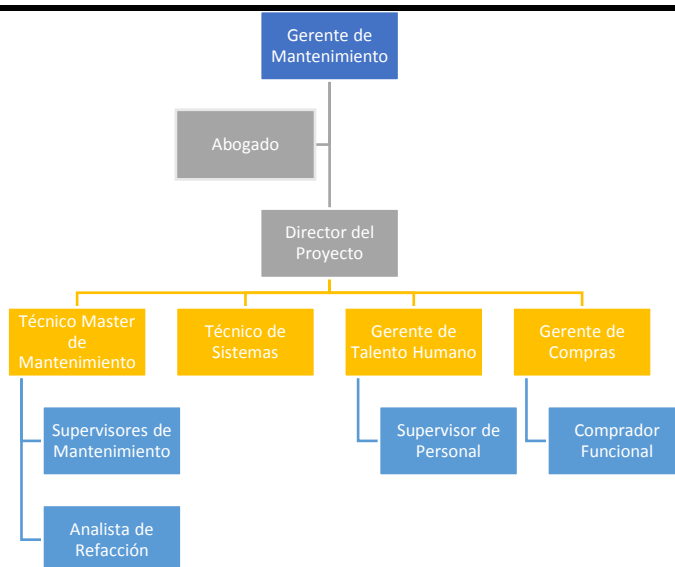 Gerente de
Mantenimiento
Abogado
Director del
Proyecto
Técnico Master
de
Mantenimiento
Técnico de
Sistemas
Gerente de
Talento Humano
Gerente de
Compras
Supervisores de
Mantenimiento
Supervisor de
Personal
Comprador
Funcional
Analista de
Refacción